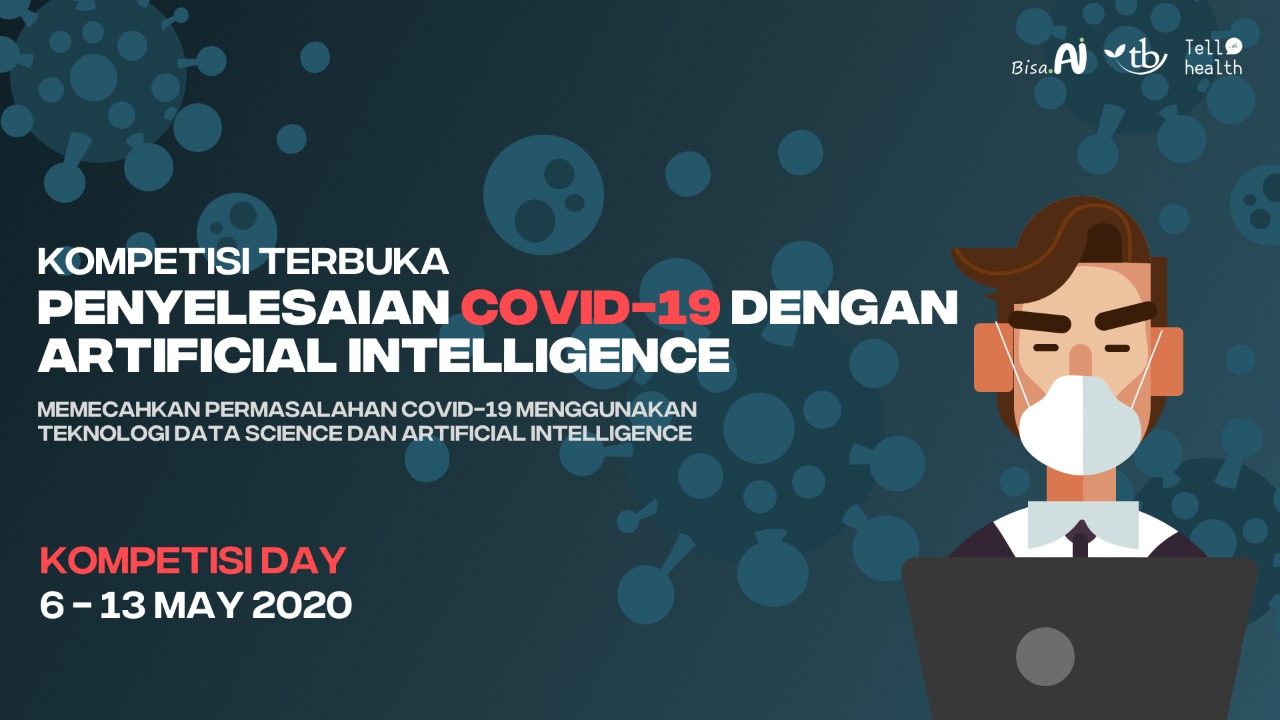 Bisa.Ai
tb
Tell.ai
health
KOMPETISI TERBUKA
PENYELESAIAN COVID-19 DENGAN
ARTIFICIAL INTELLIGENCE
MEMECAHKAN PERMASALAHAN COVID-19 MENGGUNAKAN
TEKNOLOGI DATA SCIENCE DAN ARTIFICIAL INTELLIGENCE
KOMPETISI DAY
6 - 13 MAY 2020